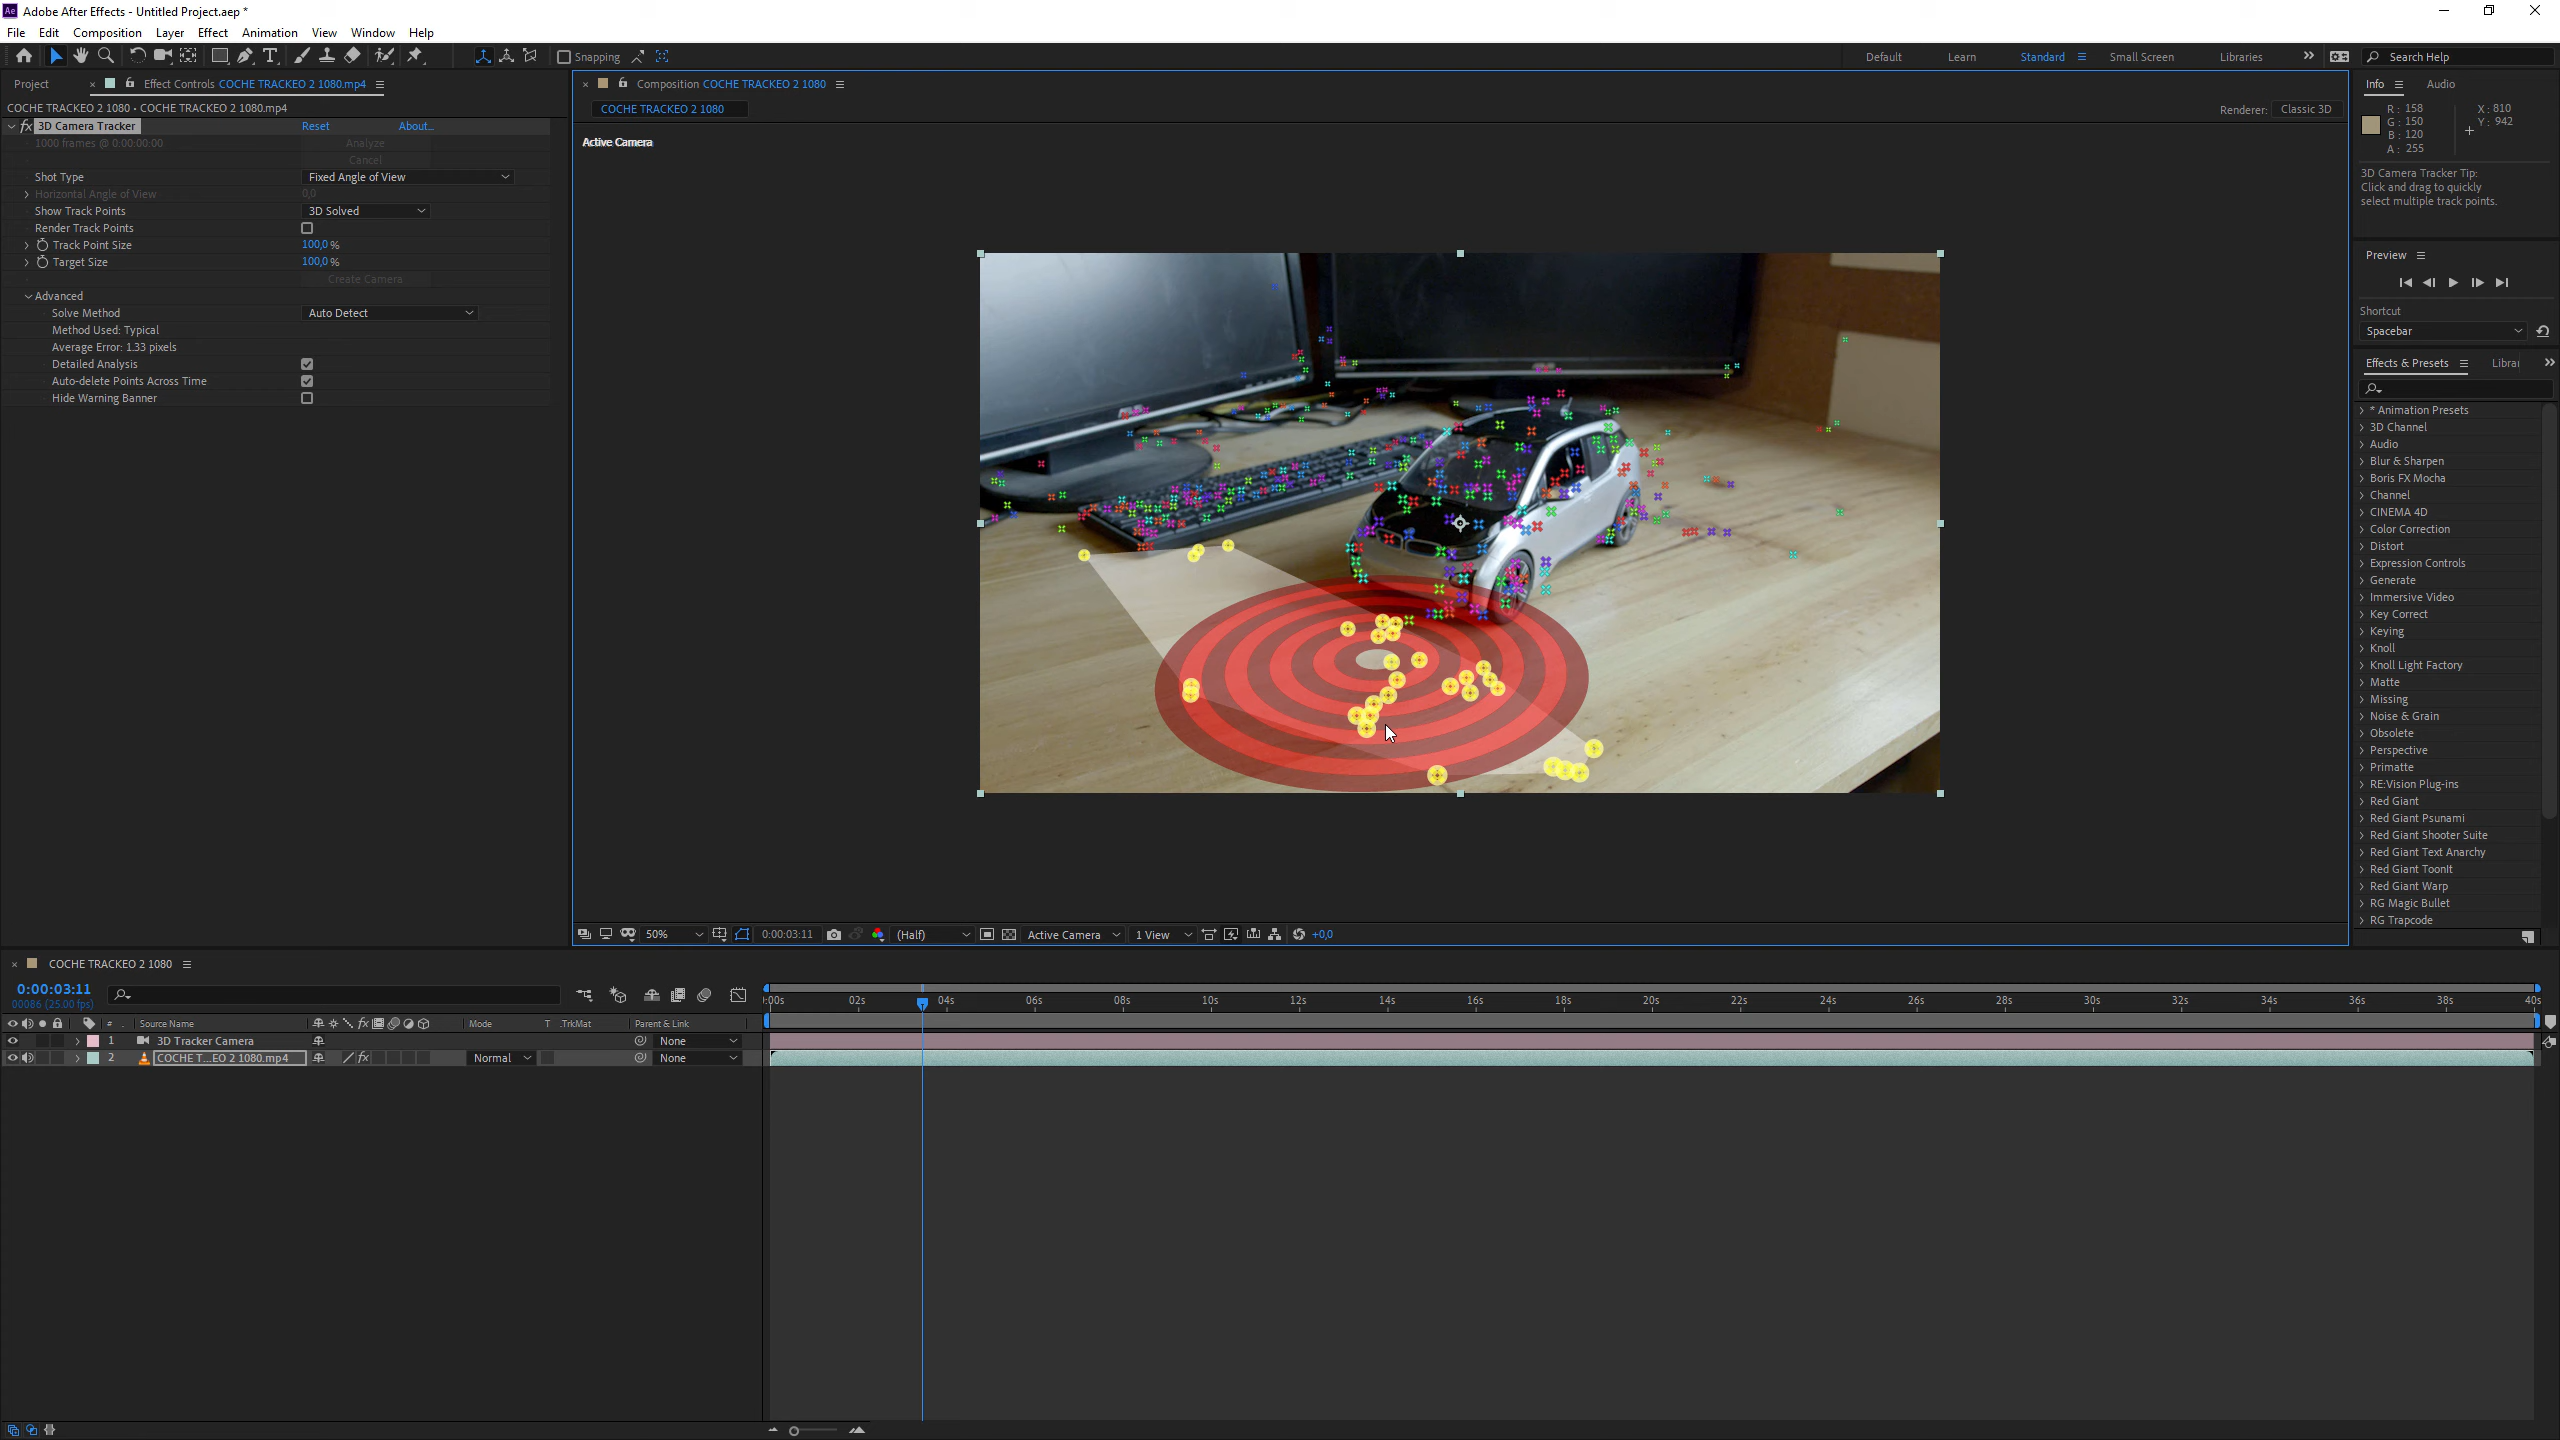 Adobe After Effects - Untitled Project.aep *
File Edit Composition Layer Effect Animation View Window Help
Snapping
Default Learn Standard Small Screen Libraries Search Help
Project Effect Controls COCHE TRACKEO 2 1080.mp4
COCHE TRACKEO 2 1080 • COCHE TRACKEO 2 1080.mp4
fx 3D Camera Tracker Reset About...
1000 frames @ 0:00:00:00 Analyze
Cancel
Shot Type Fixed Angle of View
Horizontal Angle of View 0,0
Show Track Points 3D Solved
Render Track Points
Track Point Size 100,0 %
Target Size 100,0 %
Create Camera
Advanced
Solve Method Auto Detect
Method Used: Typical
Average Error: 1.33 pixels
Detailed Analysis
Auto-delete Points Across Time
Hide Warning Banner
Composition COCHE TRACKEO 2 1080
COCHE TRACKEO 2 1080
Renderer: Classic 3D
Active Camera
50% 0:00:03:11 (Half) Active Camera 1 View +0,0
Info Audio
R: 158 X: 810
G: 150 Y: 942
B: 120
A: 255
3D Camera Tracker Tip:
Click and drag to quickly
select multiple track points.
Preview
Shortcut
Spacebar
Effects & Presets Librar
* Animation Presets
3D Channel
Audio
Blur & Sharpen
Boris FX Mocha
Channel
CINEMA 4D
Color Correction
Distort
Expression Controls
Generate
Immersive Video
Key Correct
Keying
Knoll
Knoll Light Factory
Matte
Missing
Noise & Grain
Obsolete
Perspective
Primatte
RE:Vision Plug-ins
Red Giant
Red Giant Psunami
Red Giant Shooter Suite
Red Giant Text Anarchy
Red Giant ToonIt
Red Giant Warp
RG Magic Bullet
RG Trapcode
COCHE TRACKEO 2 1080
0:00:03:11
00086 (25.00 fps)
:00s 02s 04s 06s 08s 10s 12s 14s 16s 18s 20s 22s 24s 26s 28s 30s 32s 34s 36s 38s 40s
# Source Name fx Mode T .TrkMat Parent & Link
1 3D Tracker Camera None
2 COCHE T...EO 2 1080.mp4 fx Normal None